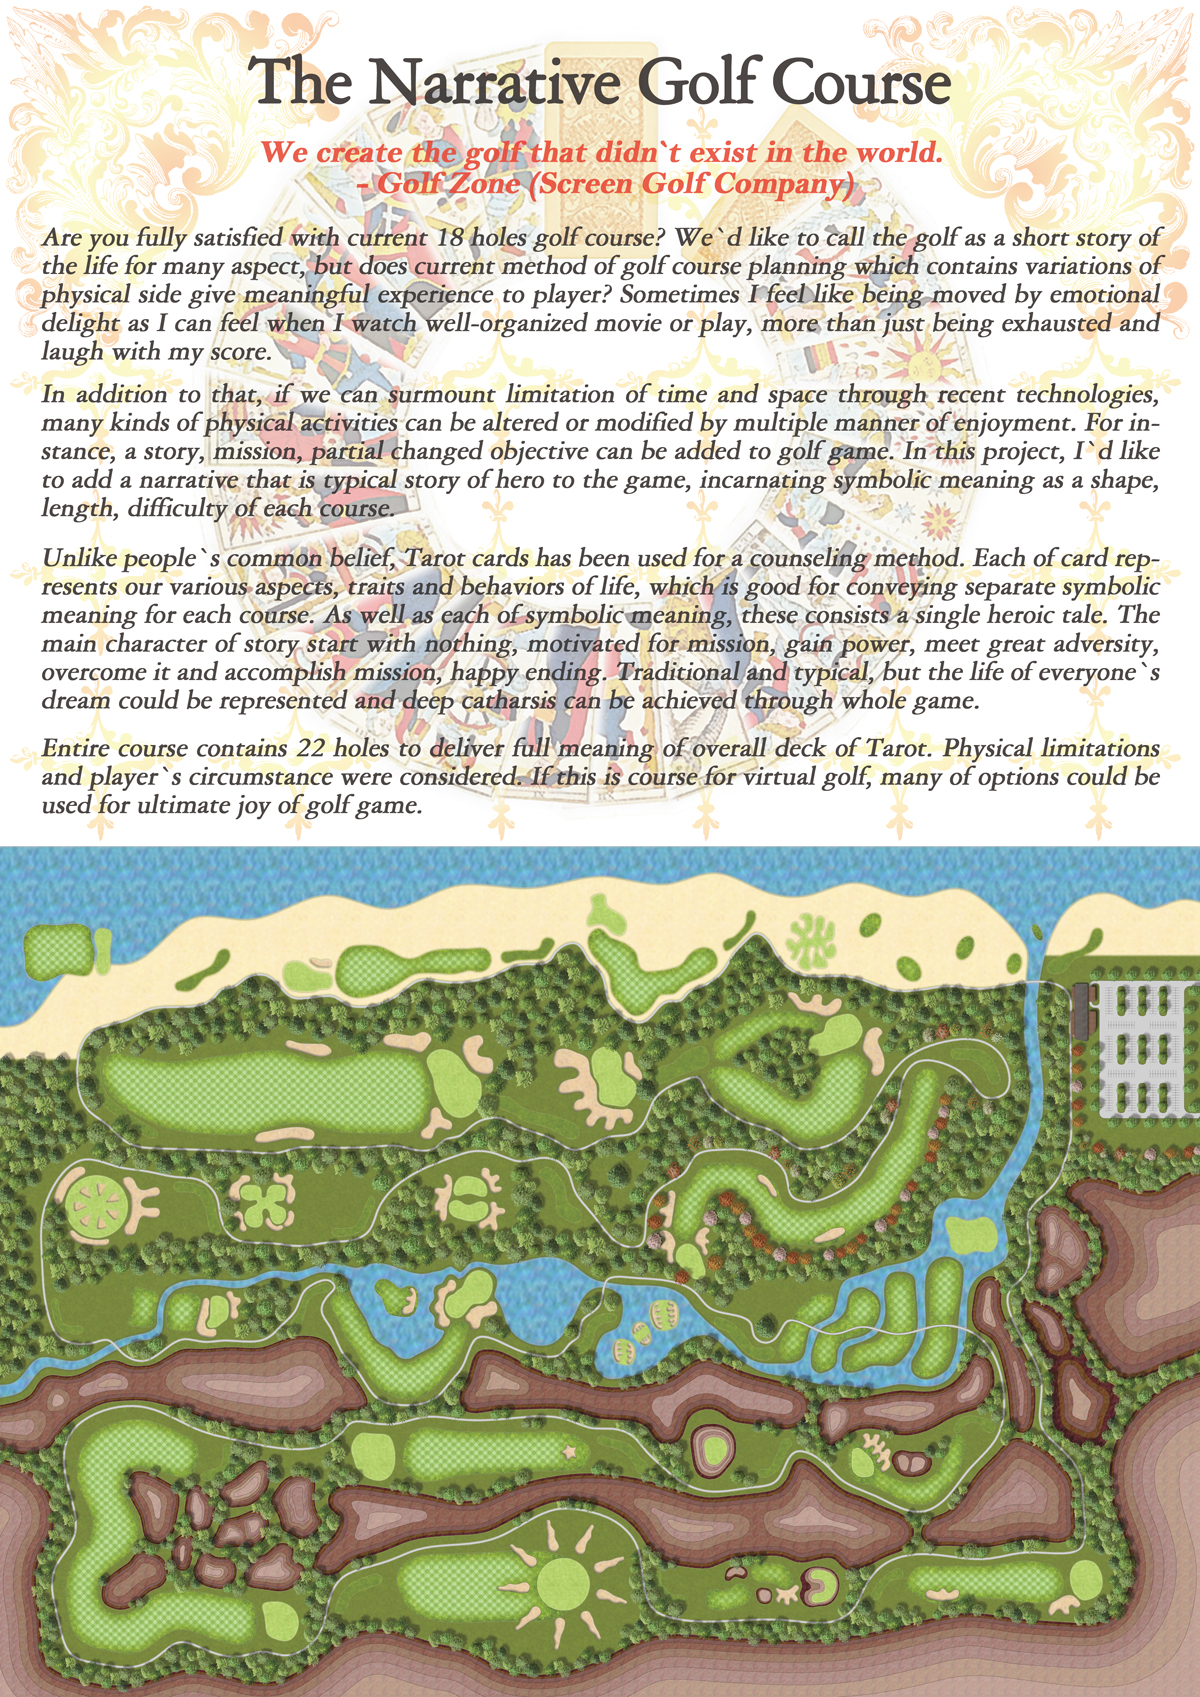 The Narrative Golf Course
We create the golf that didn`t exist in the world.
- Golf Zone (Screen Golf Company)
Are you fully satisfied with current 18 holes golf course? We`d like to call the golf as a short story of
the life for many aspect, but does current method of golf course planning which contains variations of
physical side give meaningful experience to player? Sometimes I feel like being moved by emotional
delight as I can feel when I watch well-organized movie or play, more than just being exhausted and
laugh with my score.
In addition to that, if we can surmount limitation of time and space through recent technologies,
many kinds of physical activities can be altered or modified by multiple manner of enjoyment. For in-
stance, a story, mission, partial changed objective can be added to golf game. In this project, I`d like
to add a narrative that is typical story of hero to the game, incarnating symbolic meaning as a shape,
length, difficulty of each course.
Unlike people`s common belief, Tarot cards has been used for a counseling method. Each of card rep-
resents our various aspects, traits and behaviors of life, which is good for conveying separate symbolic
meaning for each course. As well as each of symbolic meaning, these consists a single heroic tale. The
main character of story start with nothing, motivated for mission, gain power, meet great adversity,
overcome it and accomplish mission, happy ending. Traditional and typical, but the life of everyone`s
dream could be represented and deep catharsis can be achieved through whole game.
Entire course contains 22 holes to deliver full meaning of overall deck of Tarot. Physical limitations
and player`s circumstance were considered. If this is course for virtual golf, many of options could be
used for ultimate joy of golf game.